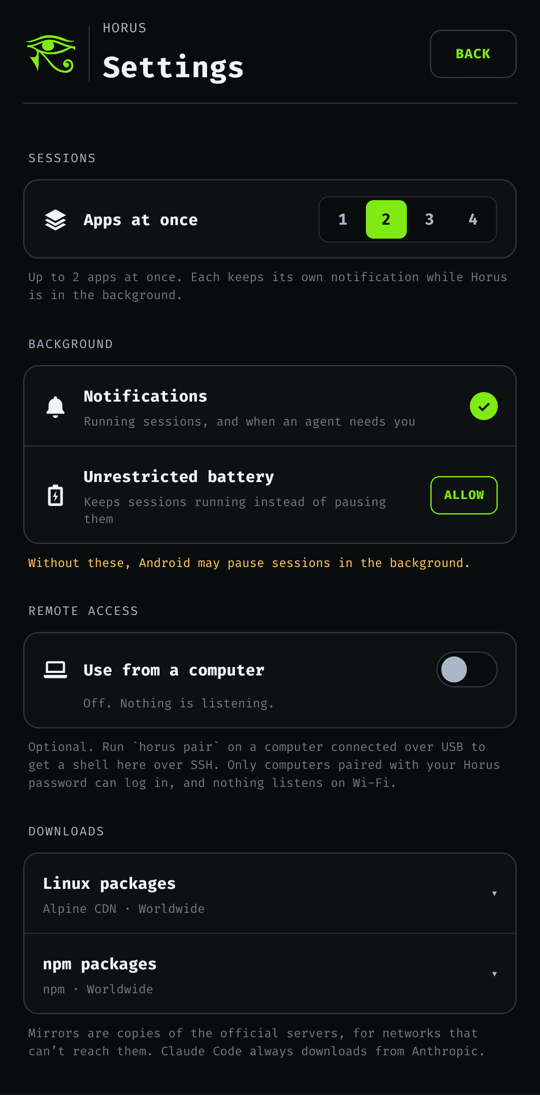 HORUS
Settings
BACK
SESSIONS
Apps at once
1 2 3 4
Up to 2 apps at once. Each keeps its own notification while Horus
is in the background.
BACKGROUND
Notifications
Running sessions, and when an agent needs you
Unrestricted battery
Keeps sessions running instead of pausing
them
ALLOW
Without these, Android may pause sessions in the background.
REMOTE ACCESS
Use from a computer
Off. Nothing is listening.
Optional. Run `horus pair` on a computer connected over USB to
get a shell here over SSH. Only computers paired with your Horus
password can log in, and nothing listens on Wi-Fi.
DOWNLOADS
Linux packages
Alpine CDN · Worldwide
npm packages
npm · Worldwide
Mirrors are copies of the official servers, for networks that
can’t reach them. Claude Code always downloads from Anthropic.